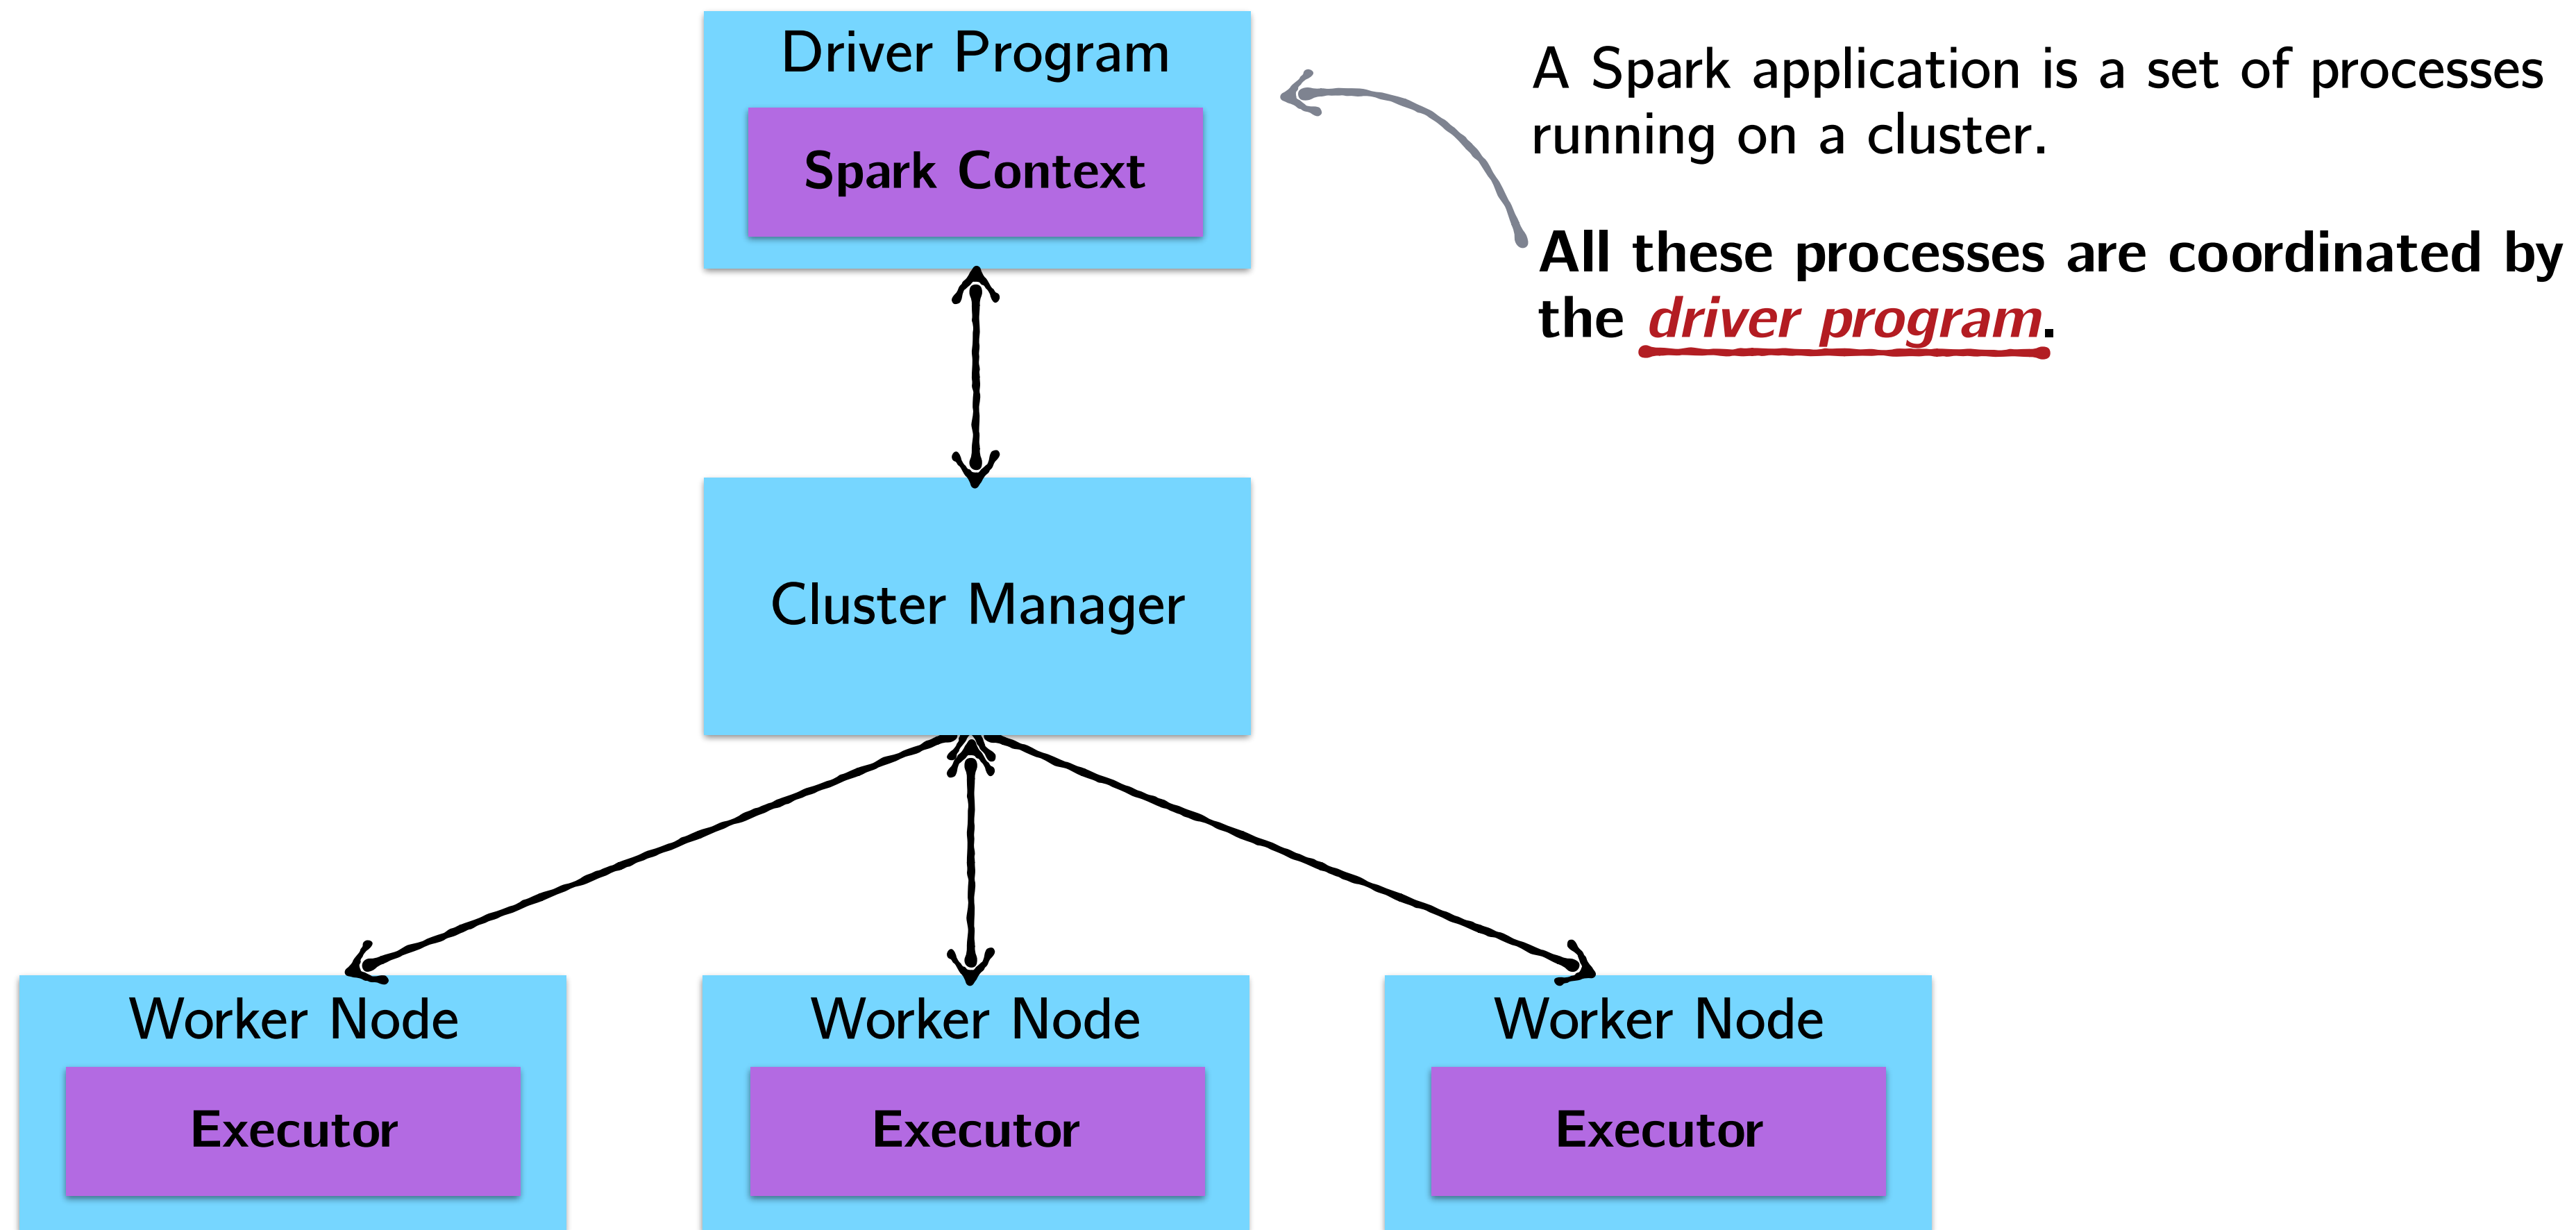 Driver Program
Spark Context
A Spark application is a set of processes
running on a cluster.
All these processes are coordinated by
the driver program.
Cluster Manager
Worker Node
Executor
Worker Node
Executor
Worker Node
Executor